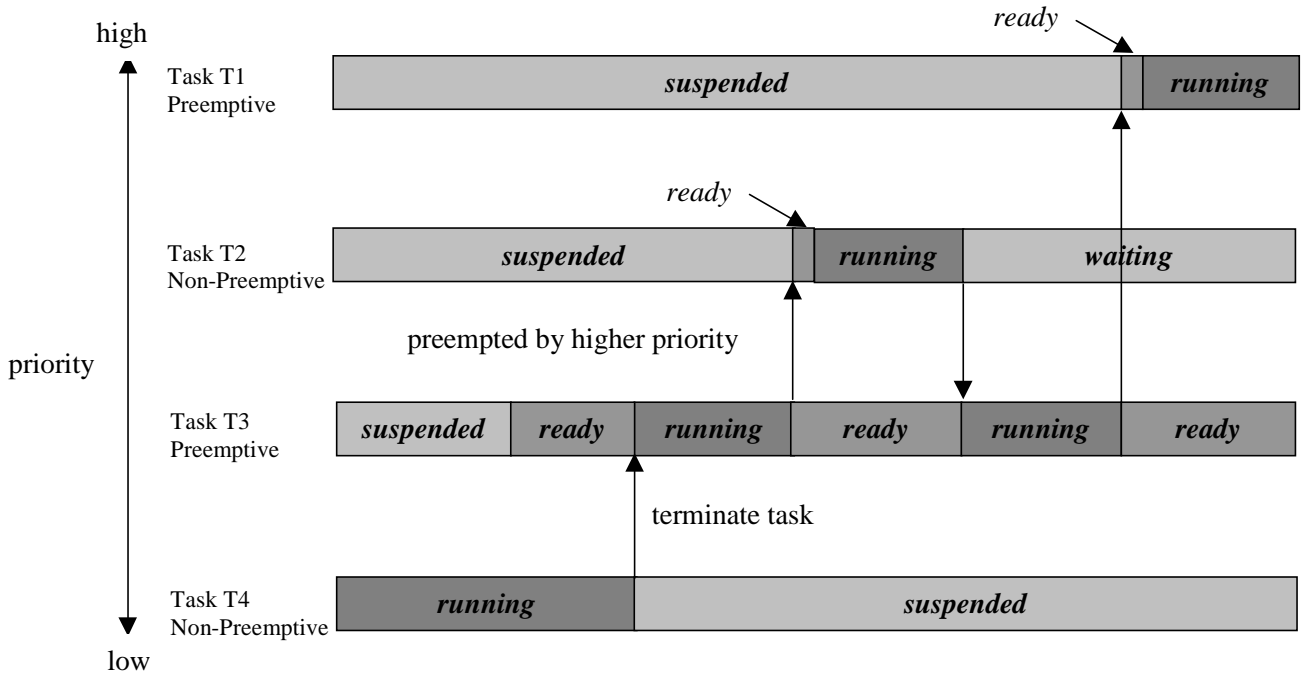 ready
high
Task T1
Preemptive
suspended
running
ready
Task T2
Non-Preemptive
suspended
running
waiting
preempted by higher priority
priority
Task T3
Preemptive
suspended
ready
running
ready
running
ready
terminate task
Task T4
Non-Preemptive
running
suspended
low